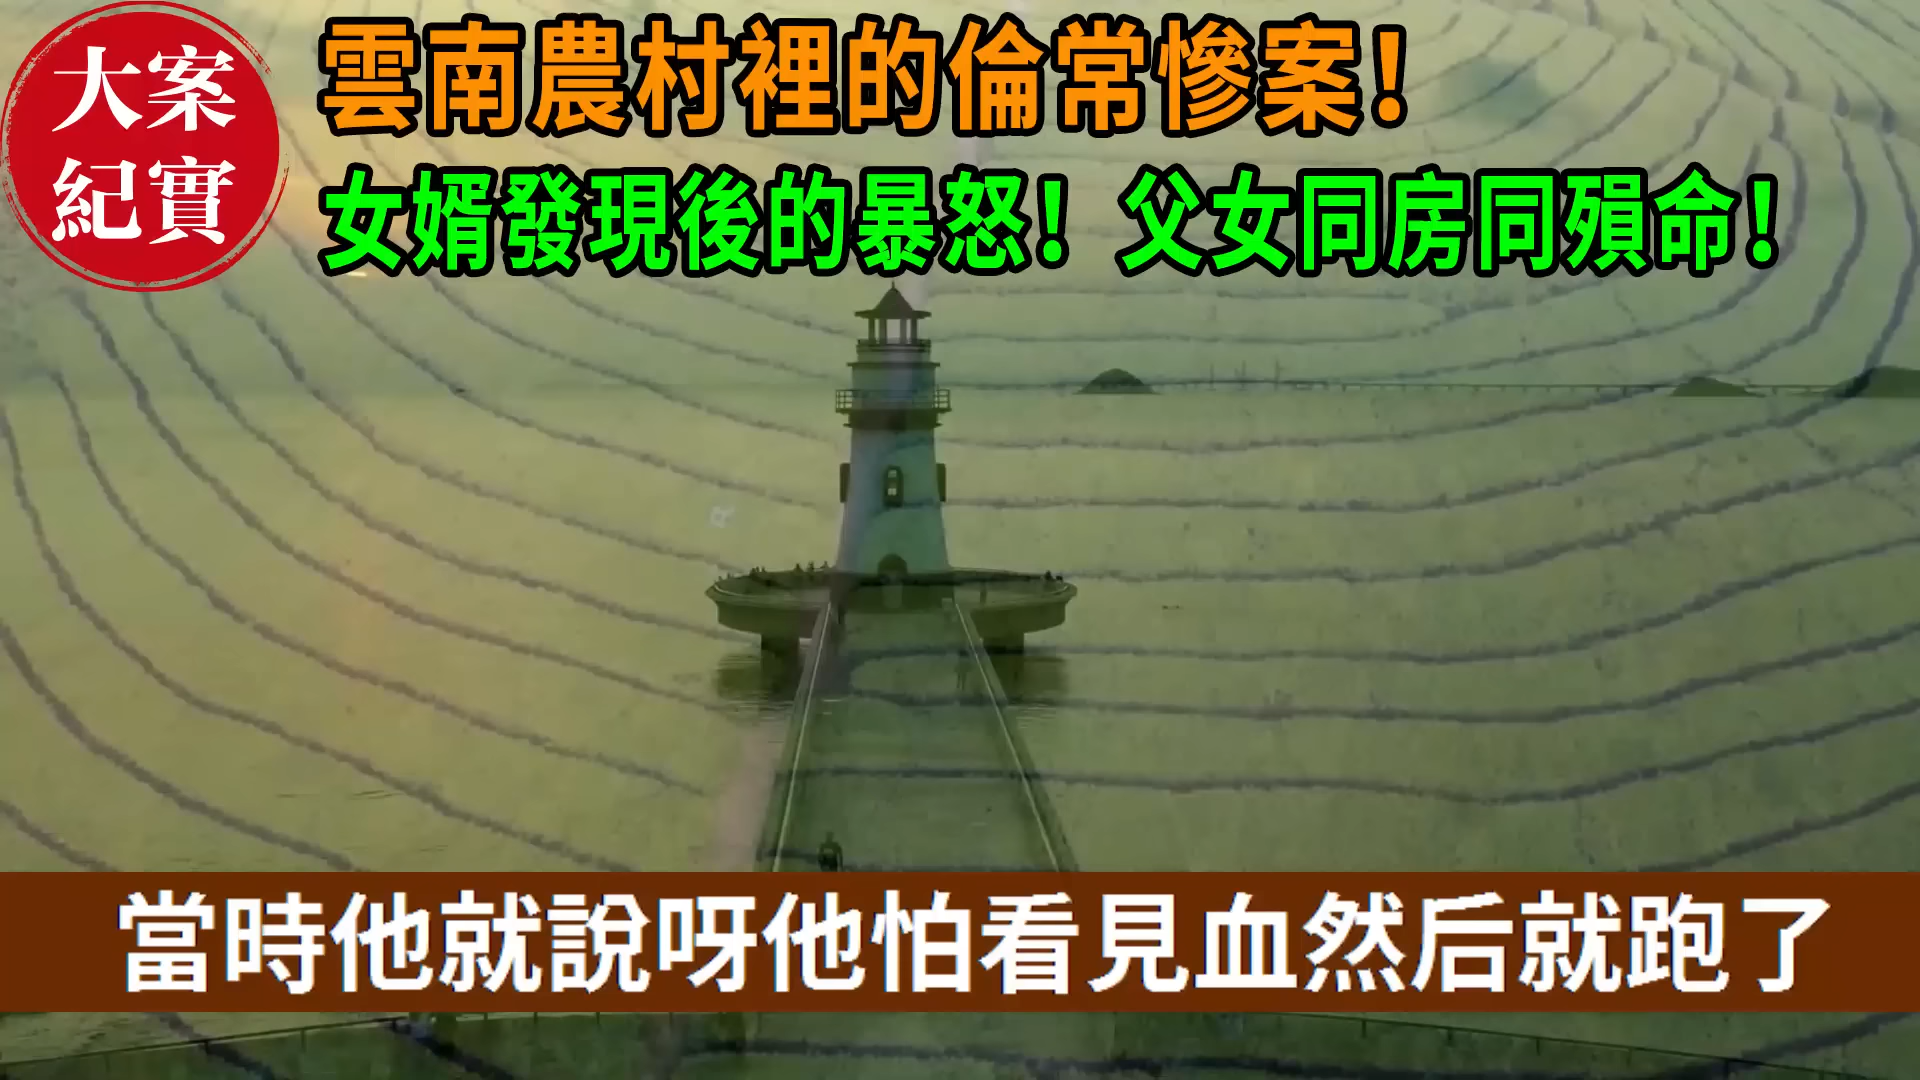 大案
紀實
雲南農村裡的倫常慘案！
女婿發現後的暴怒！父女同房同殞命！
當時他就說呀他怕看見血然后就跑了